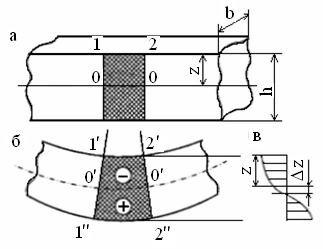 а 1 2 b
0 0 z h
б 1' 2' в
0' - 0' z Δz
+
1" 2"